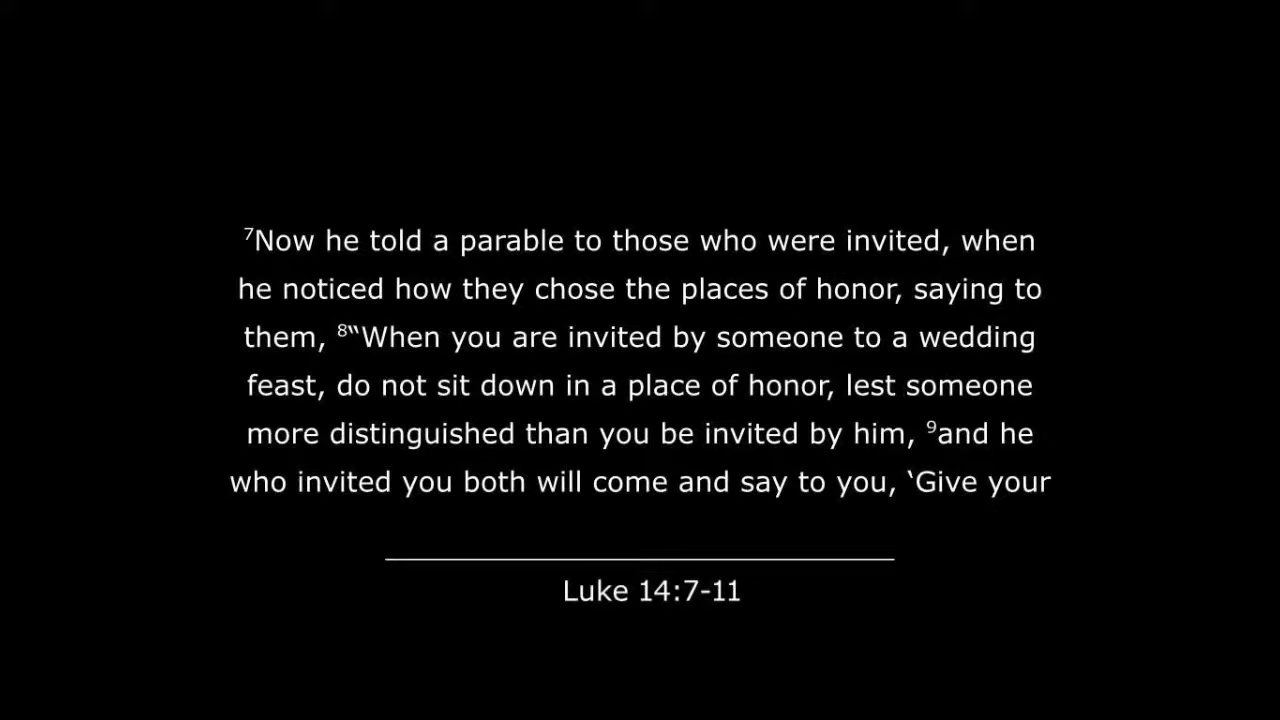 ⁷Now he told a parable to those who were invited, when
he noticed how they chose the places of honor, saying to
them, ⁸“When you are invited by someone to a wedding
feast, do not sit down in a place of honor, lest someone
more distinguished than you be invited by him, ⁹and he
who invited you both will come and say to you, ‘Give your
Luke 14:7-11